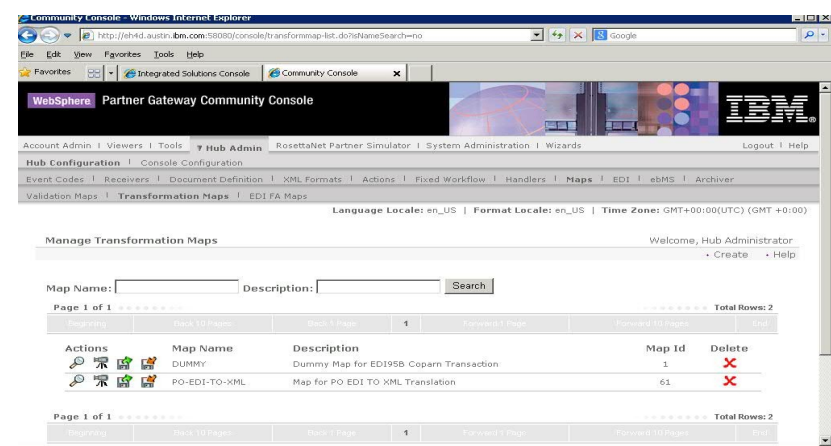 Community Console - Windows Internet Explorer
http://eh4d.austin.ibm.com:58080/console/transformmap-list.do?isNameSearch=no
Google
File Edit View Favorites Tools Help
Favorites Integrated Solutions Console Community Console
WebSphere Partner Gateway Community Console
IBM
Account Admin | Viewers | Tools Hub Admin RosettaNet Partner Simulator | System Administration | Wizards Logout | Help
Hub Configuration | Console Configuration
Event Codes | Receivers | Document Definition | XML Formats | Actions | Fixed Workflow | Handlers | Maps | EDI | ebMS | Archiver
Validation Maps | Transformation Maps | EDI FA Maps
Language Locale: en_US | Format Locale: en_US | Time Zone: GMT+00:00(UTC) (GMT +0:00)
Manage Transformation Maps Welcome, Hub Administrator
Create Help
Map Name: Description: Search
Page 1 of 1 Total Rows: 2
Beginning Back 10 Pages Back 1 Page 1 Forward 1 Page Forward 10 Pages End
Actions Map Name Description Map Id Delete
DUMMY Dummy Map for EDI95B Coparn Transaction 1
PO-EDI-TO-XML Map for PO EDI TO XML Translation 61
Page 1 of 1 Total Rows: 2
Beginning Back 10 Pages Back 1 Page 1 Forward 1 Page Forward 10 Pages End